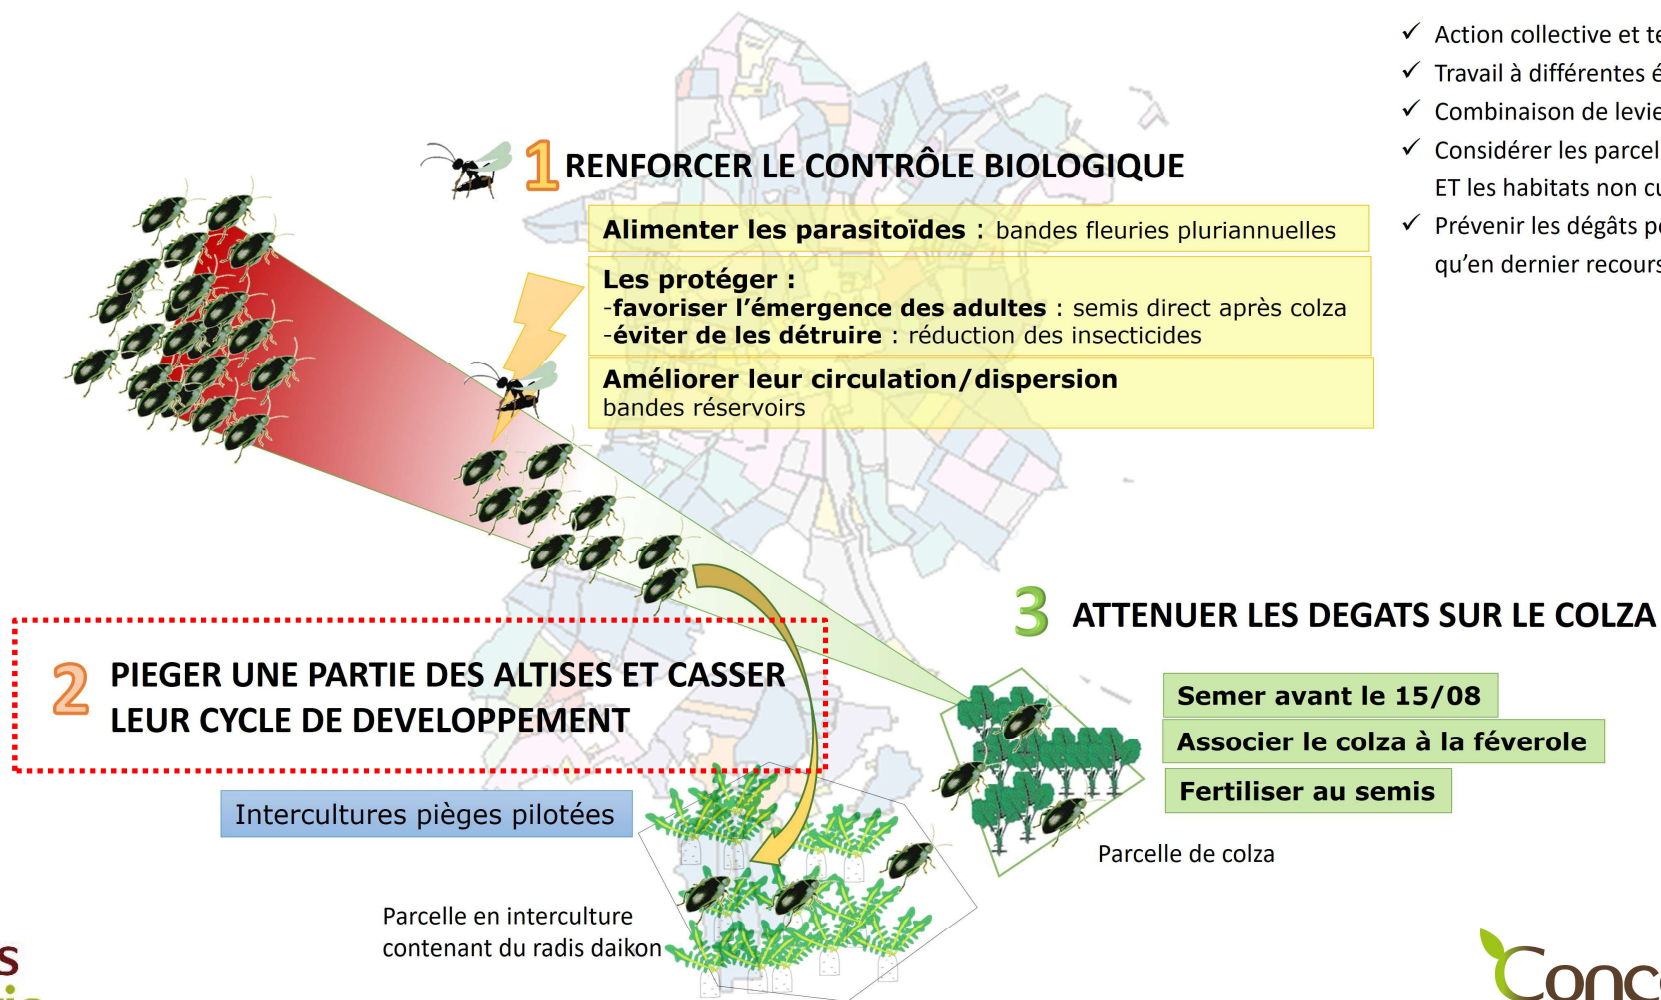 ✓ Action collective et
✓ Travail à différentes
✓ Combinaison de
✓ Considérer les
ET les habitats non
✓ Prévenir les dégâts
qu'en dernier recours
1 RENFORCER LE CONTRÔLE BIOLOGIQUE
Alimenter les parasitoïdes : bandes fleuries pluriannuelles
Les protéger :
-favoriser l'émergence des adultes : semis direct après colza
-éviter de les détruire : réduction des insecticides
Améliorer leur circulation/dispersion
bandes réservoirs
2 PIEGER UNE PARTIE DES ALTISES ET CASSER
LEUR CYCLE DE DEVELOPPEMENT
Intercultures pièges pilotées
Parcelle en interculture
contenant du radis daikon
3 ATTENUER LES DEGATS SUR LE COLZA
Semer avant le 15/08
Associer le colza à la féverole
Fertiliser au semis
Parcelle de colza